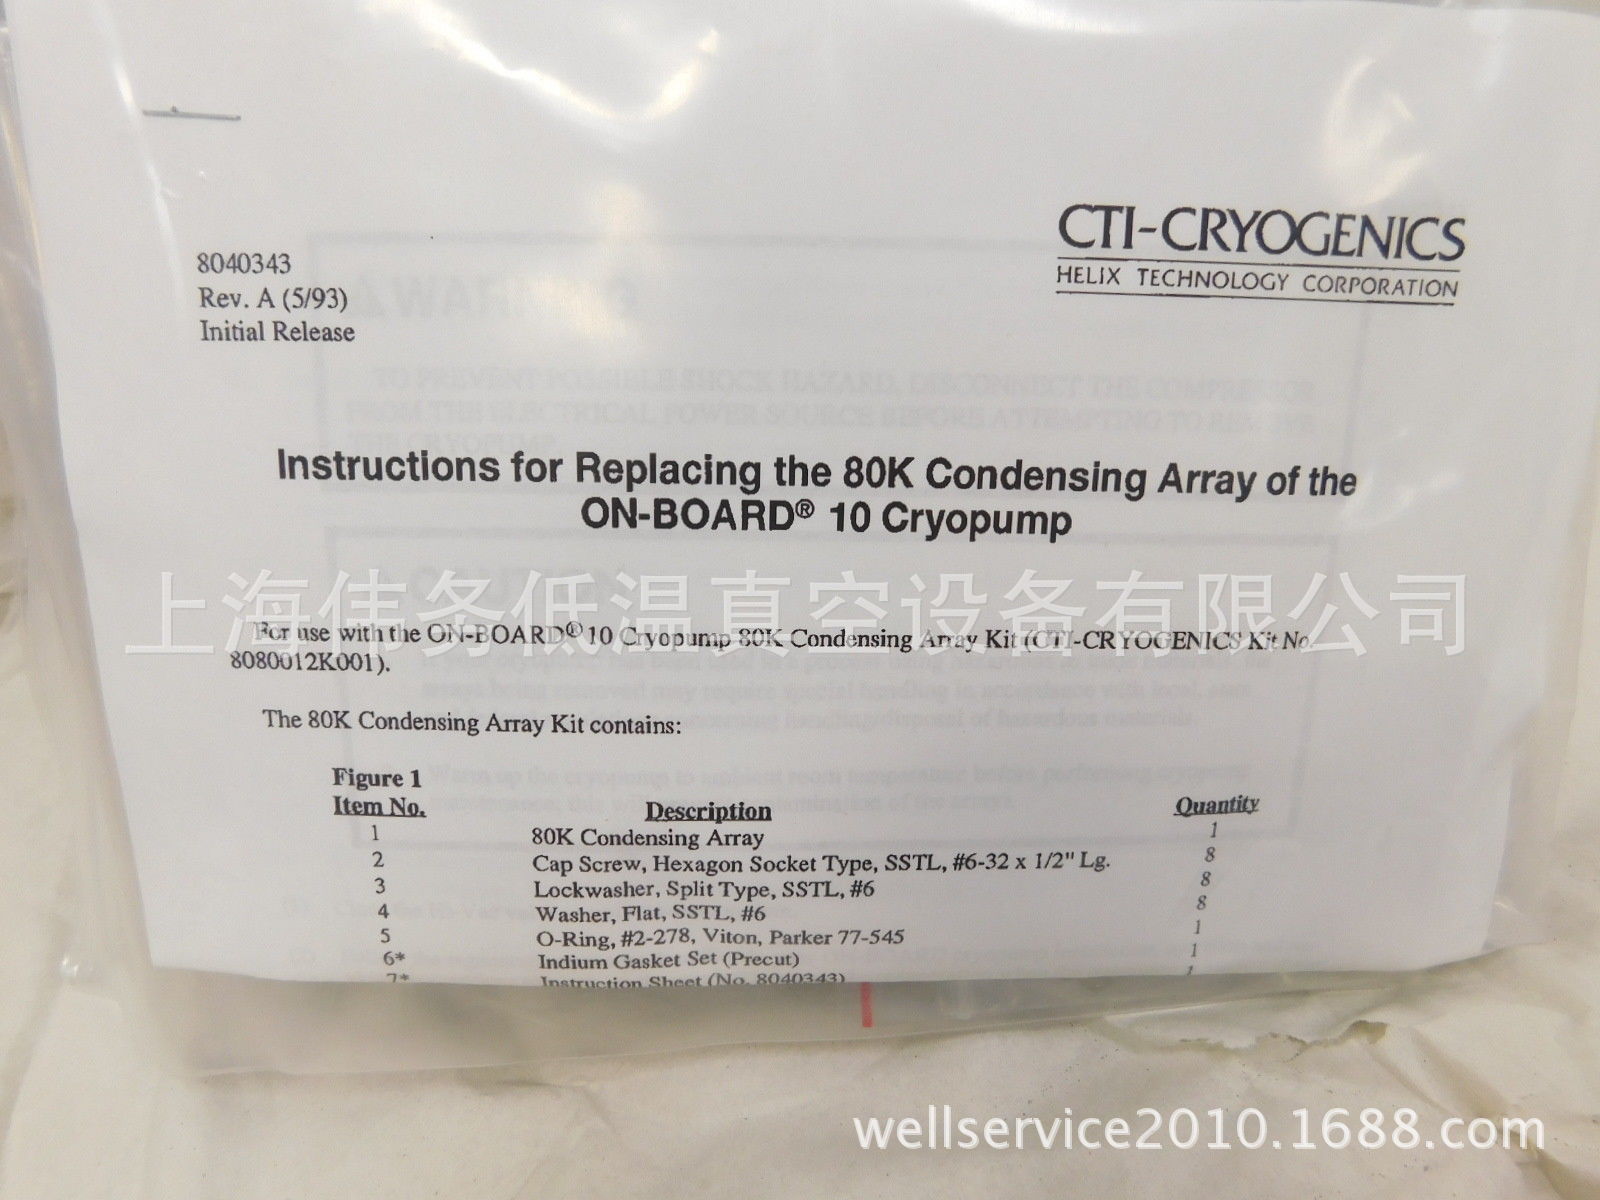 CTI-CRYOGENICS
HELIX TECHNOLOGY CORPORATION
8040343
Rev. A (5/93)
Initial Release
Instructions for Replacing the 80K Condensing Array of the
ON-BOARD® 10 Cryopump
上海伟务低温真空设备有限公司
For use with the ON-BOARD® 10 Cryopump 80K Condensing Array Kit (CTI-CRYOGENICS Kit No.
8080012K001).
The 80K Condensing Array Kit contains:
Figure 1
Item No. Description Quantity
1 80K Condensing Array 1
2 Cap Screw, Hexagon Socket Type, SSTL, #6-32 x 1/2" Lg. 8
3 Lockwasher, Split Type, SSTL, #6 8
4 Washer, Flat, SSTL, #6 8
5 O-Ring, #2-278, Viton, Parker 77-545 1
6* Indium Gasket Set (Precut) 1
7* Instruction Sheet (No. 8040343) 1
wellservice2010.1688.com